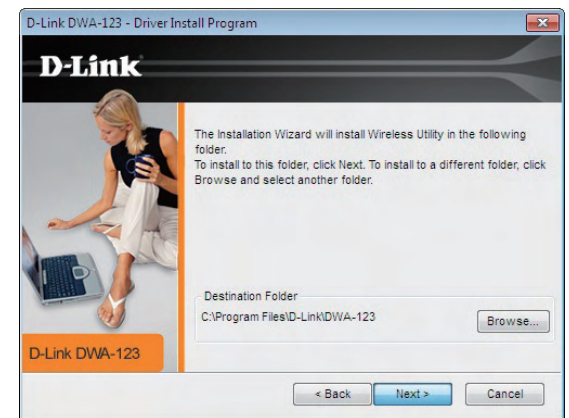 D-Link DWA-123 - Driver Install Program
D-Link
The Installation Wizard will install Wireless Utility in the following
folder.
To install to this folder, click Next. To install to a different folder, click
Browse and select another folder.
Destination Folder
C:\Program Files\D-Link\DWA-123
Browse...
D-Link DWA-123
< Back
Next >
Cancel